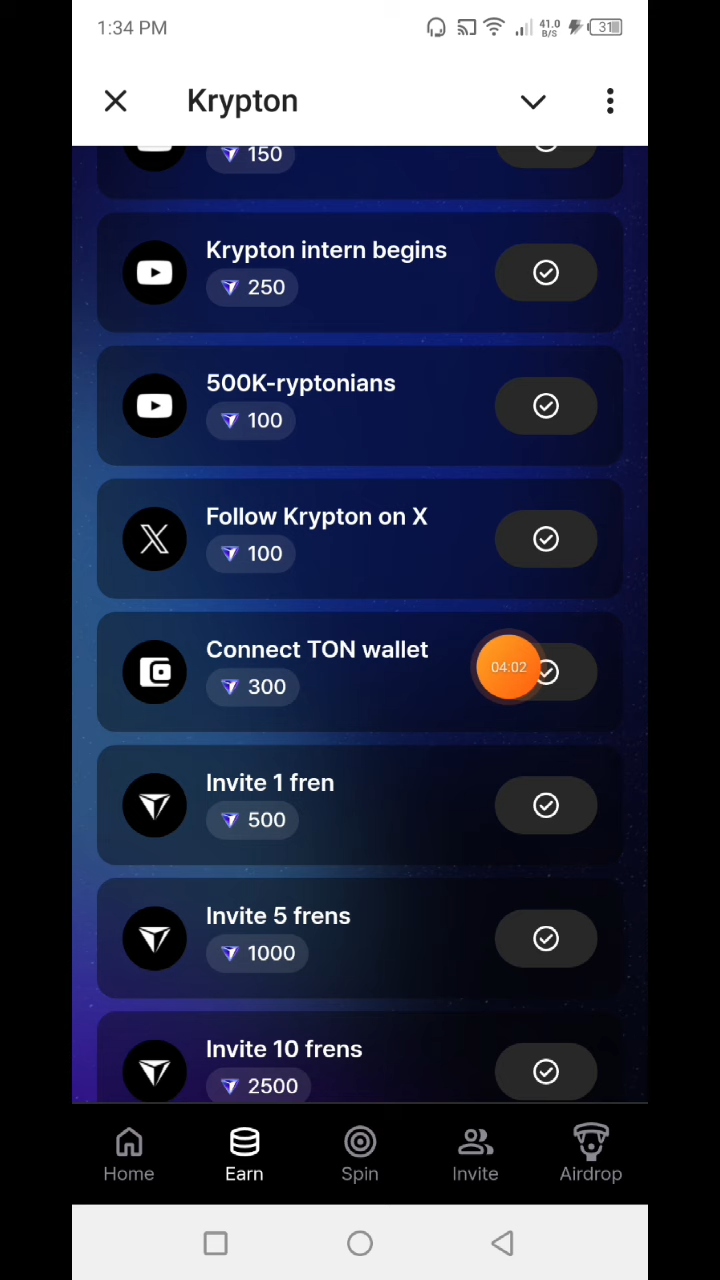 1:34 PM
41.0
B/S
31
Krypton
150
Krypton intern begins
250
500K-ryptonians
100
Follow Krypton on X
100
Connect TON wallet
300
04:02
Invite 1 fren
500
Invite 5 frens
1000
Invite 10 frens
2500
Home
Earn
Spin
Invite
Airdrop